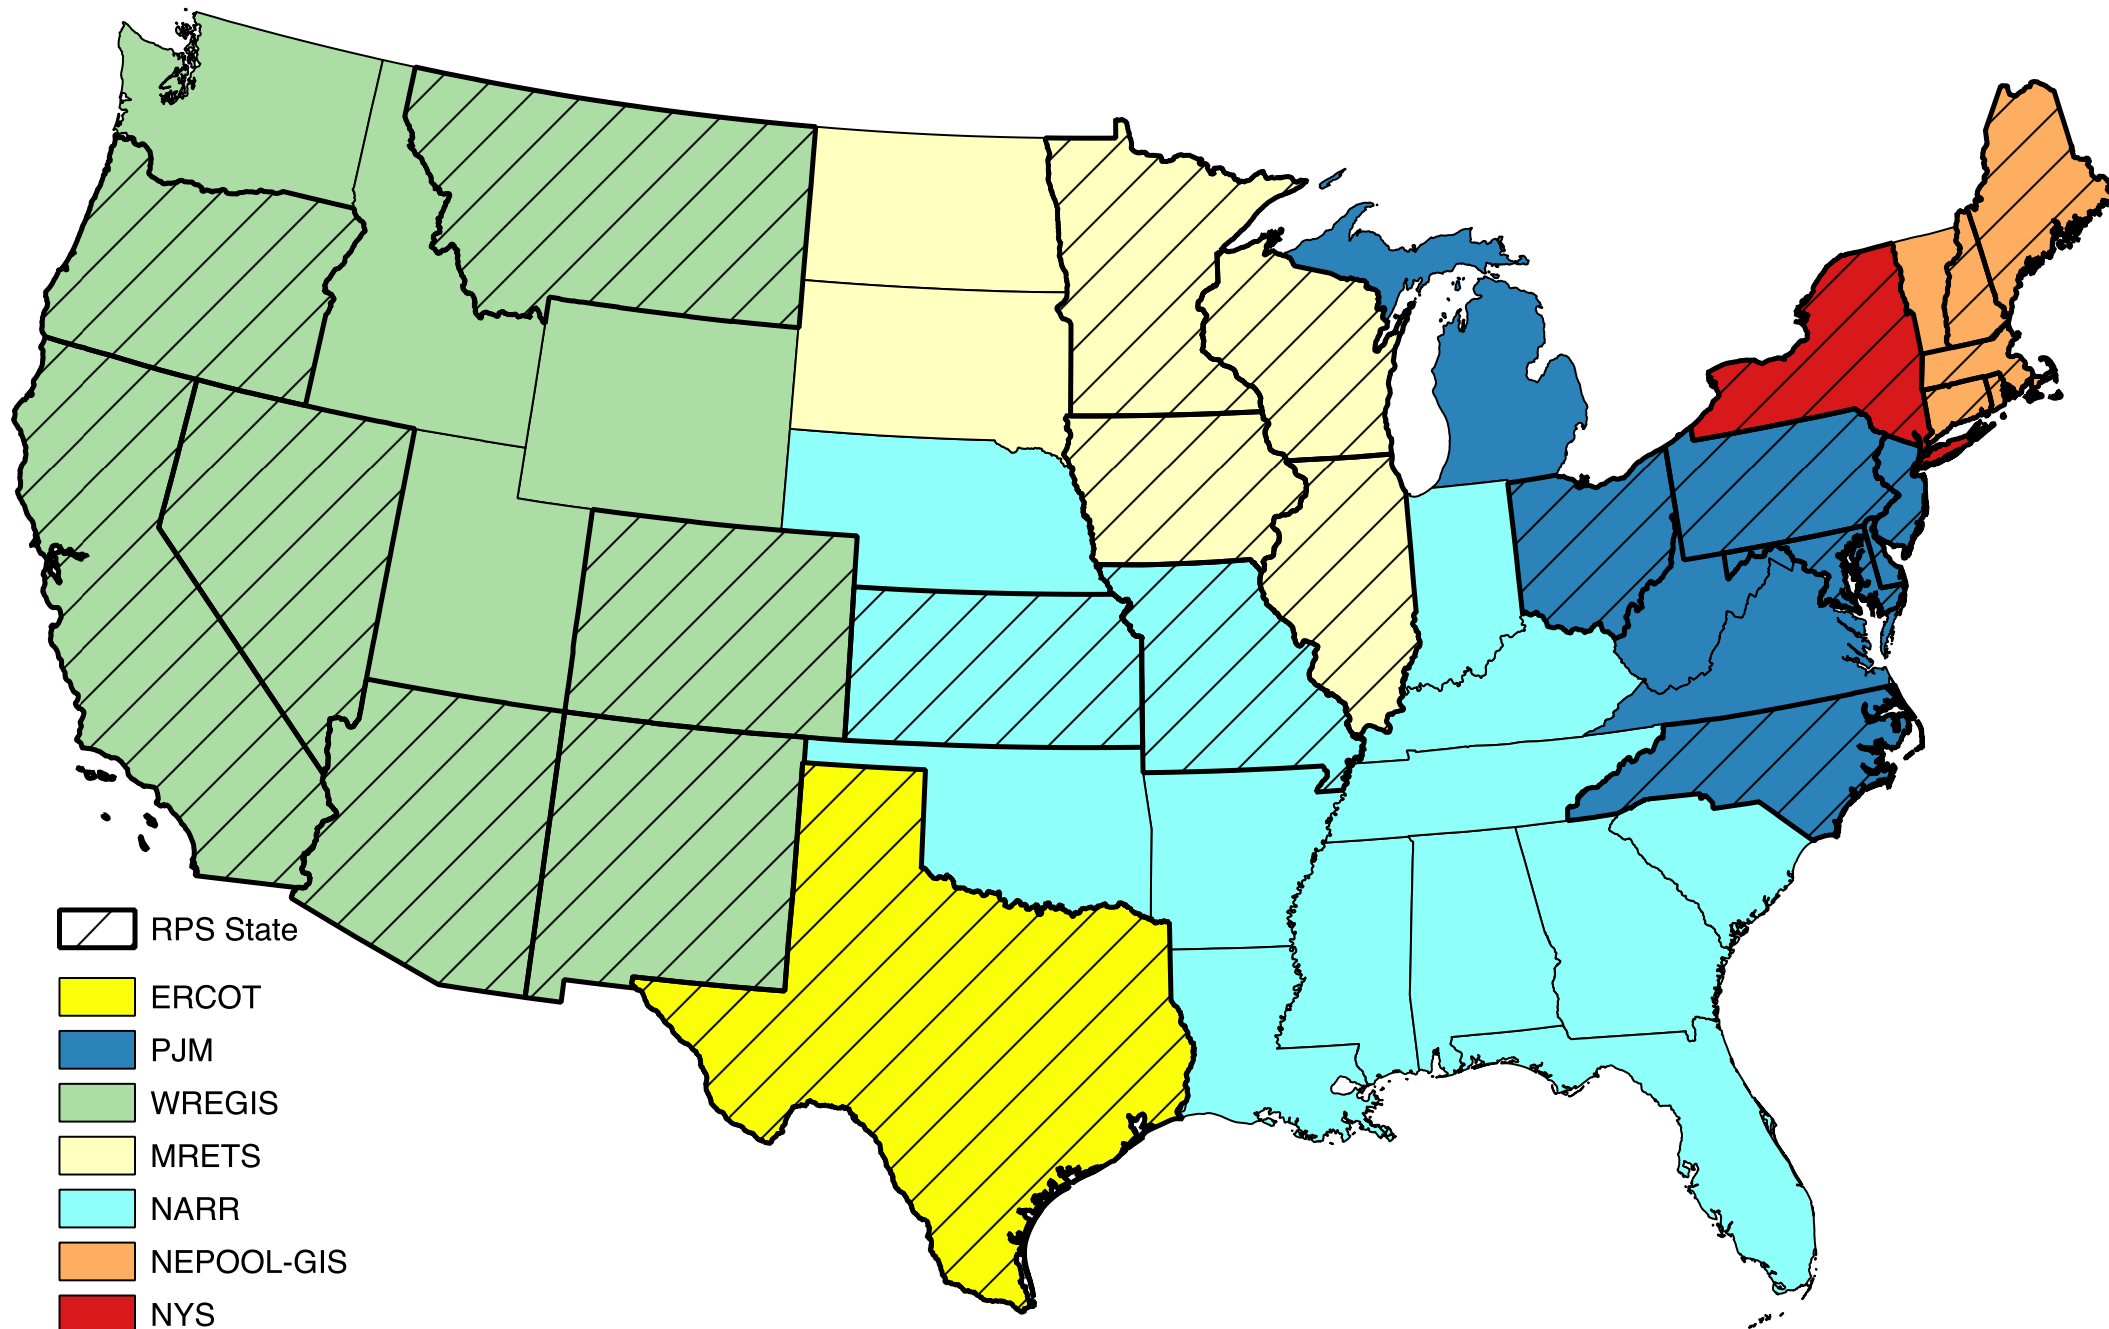 RPS State
ERCOT
PJM
WREGIS
MRETS
NARR
NEPOOL-GIS
NYS